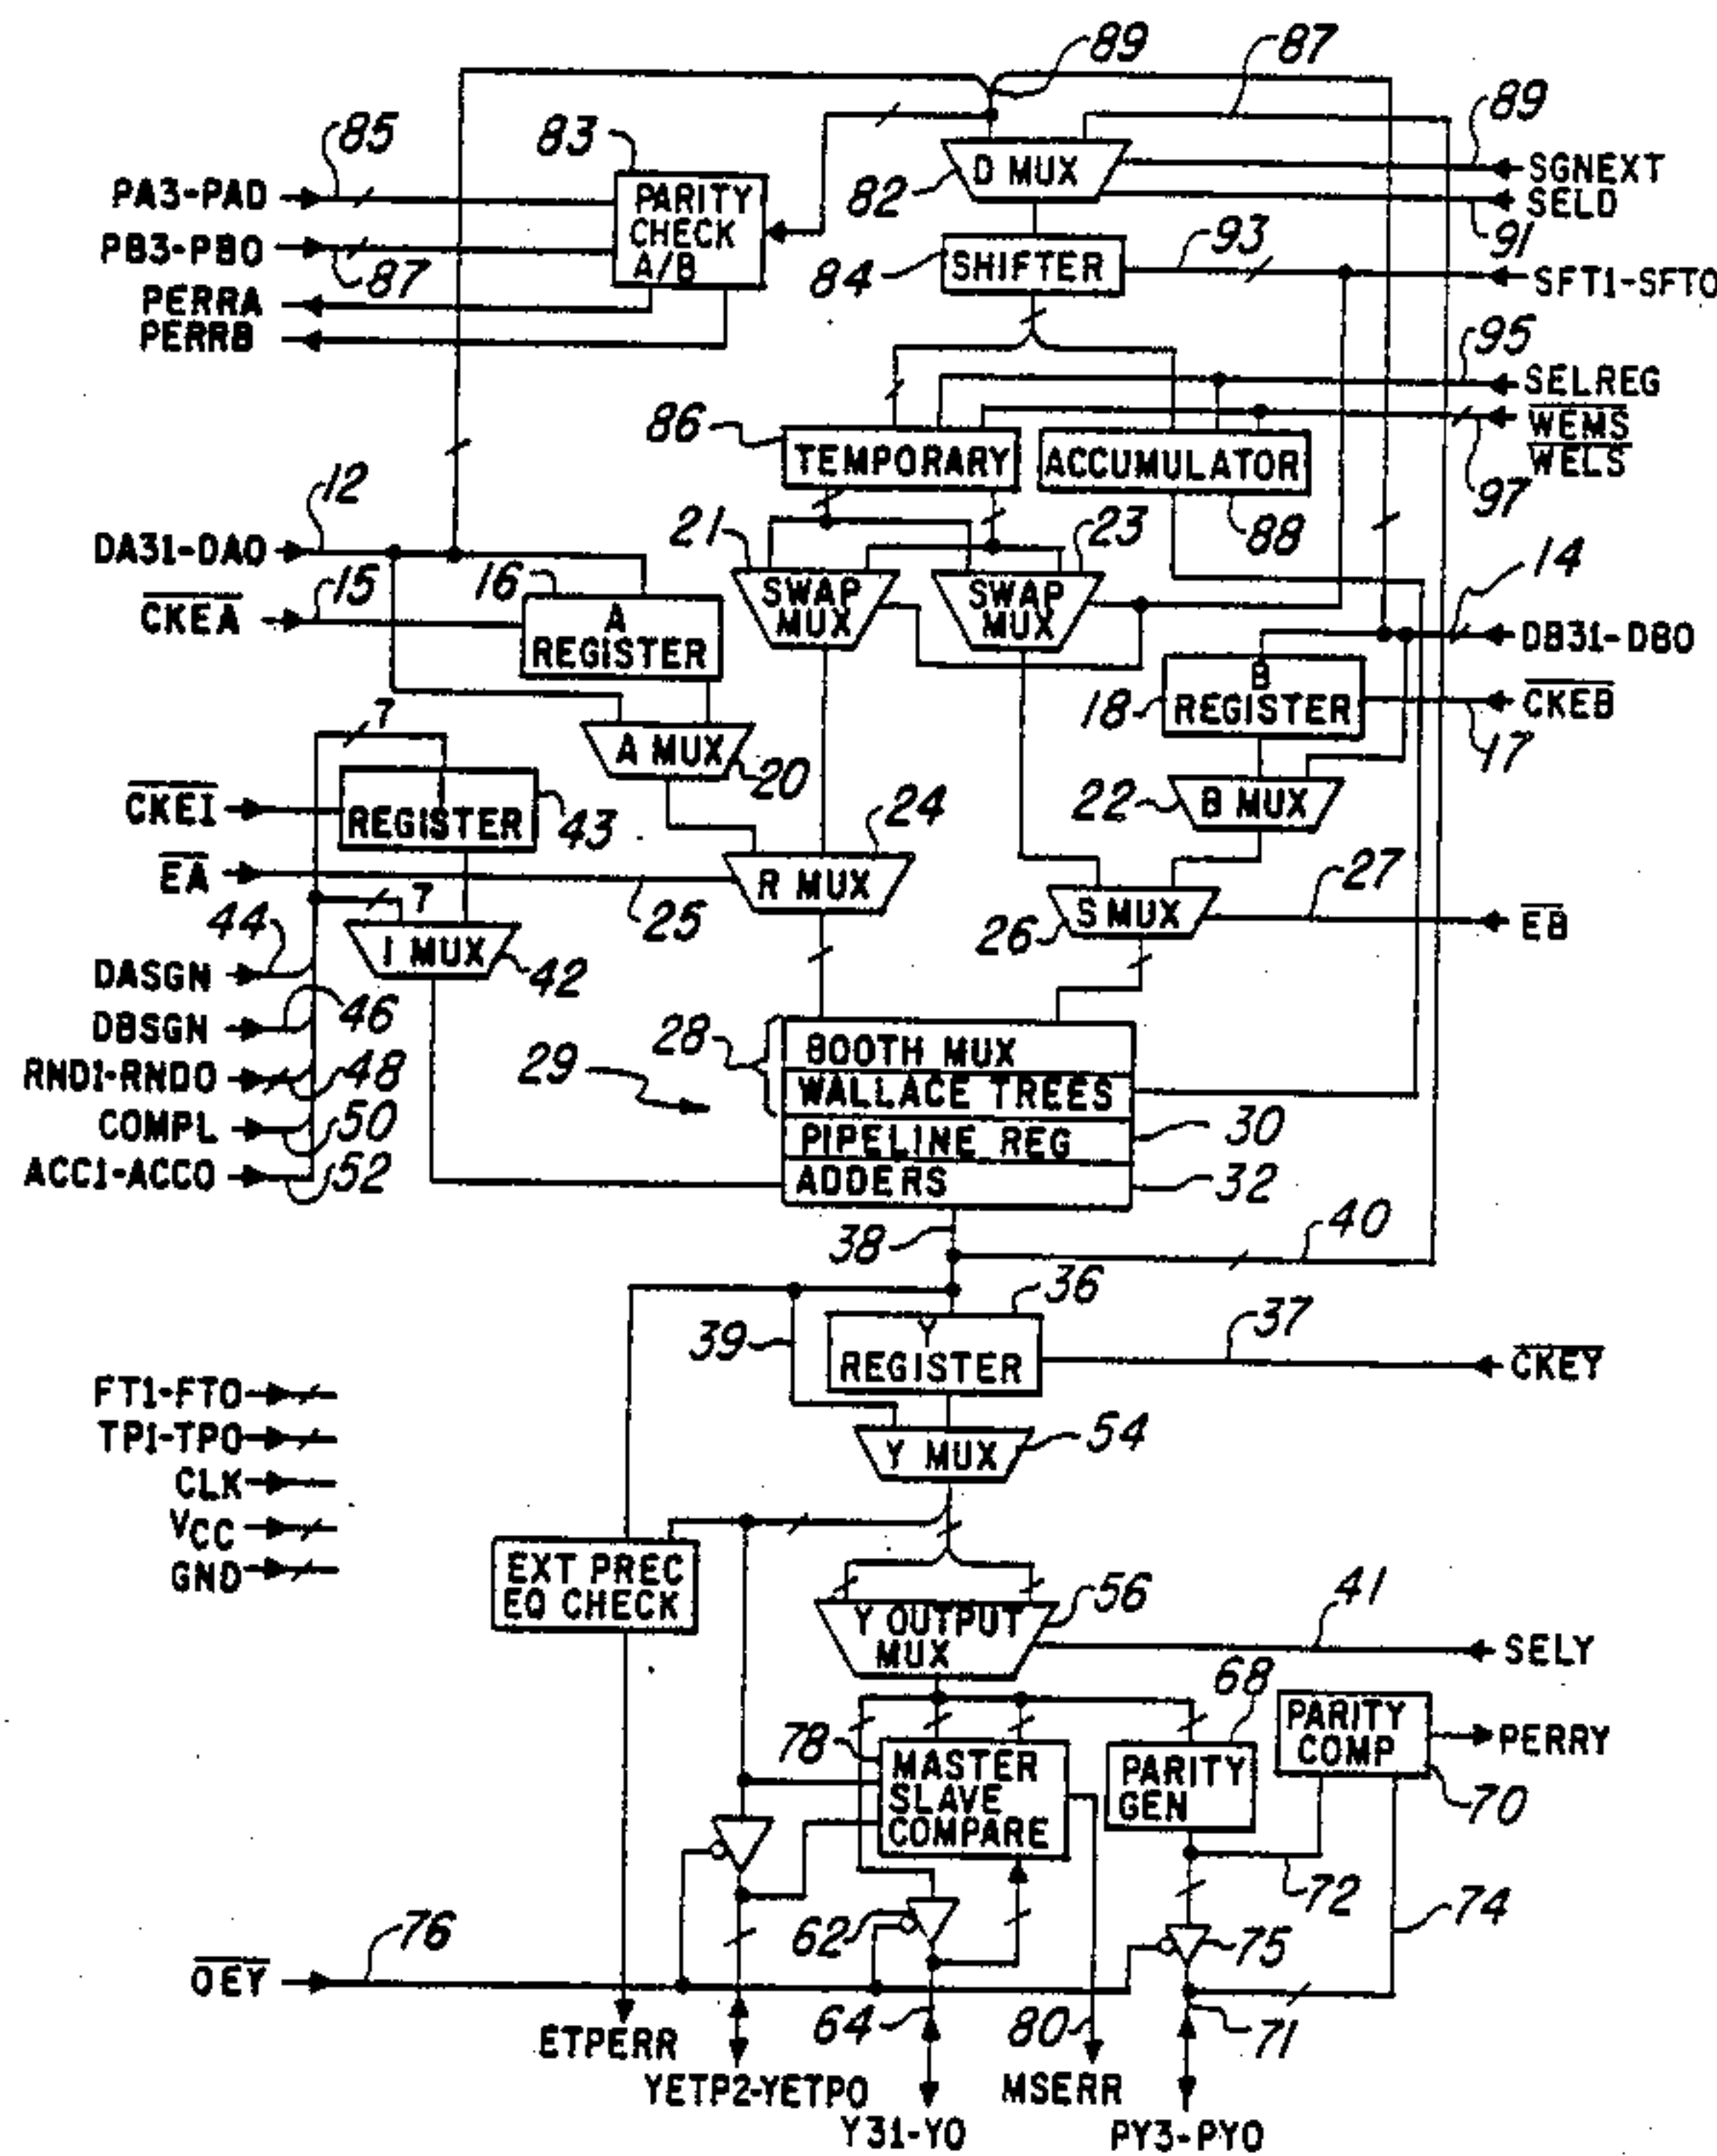 89
87
89
85
83
PA3-PAD
PARITY
CHECK
A/B
D MUX
82
SGNEXT
SELD
91
PB3-PB0
87
84
SHIFTER
93
SFT1-SFT0
PERRA
PERRB
95
SELREG
86
TEMPORARY
ACCUMULATOR
WEMS
WELS
97
12
21
23
88
14
DA31-DA0
15
16
SWAP
MUX
SWAP
MUX
CKEA
A
REGISTER
DB31-DB0
B
REGISTER
18
CKEB
17
7
A MUX
20
CKEI
REGISTER
43
24
22
B MUX
EA
R MUX
27
7
25
26
S MUX
EB
44
I MUX
42
DASGN
DBSGN
46
28
BOOTH MUX
RND1-RND0
48
29
WALLACE TREES
COMPL
50
PIPELINE REG
30
ACC1-ACC0
52
ADDERS
32
38
40
36
39
Y
REGISTER
37
CKEY
FT1-FT0
TP1-TP0
CLK
VCC
GND
Y MUX
54
EXT PREC
EQ CHECK
Y OUTPUT
MUX
56
41
SELY
68
78
MASTER
SLAVE
COMPARE
PARITY
GEN
PARITY
COMP
PERRY
70
72
74
76
62
75
OEY
64
80
71
ETPERR
YETP2-YETP0
Y31-Y0
MSERR
PY3-PY0